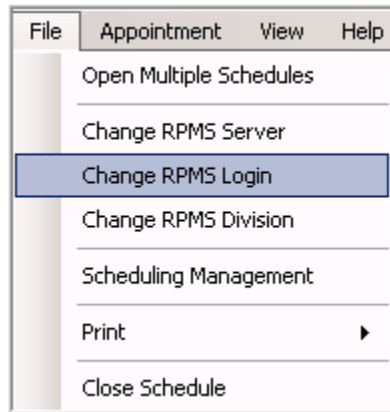 File Appointment View Help
Open Multiple Schedules
Change RPMS Server
Change RPMS Login
Change RPMS Division
Scheduling Management
Print
Close Schedule